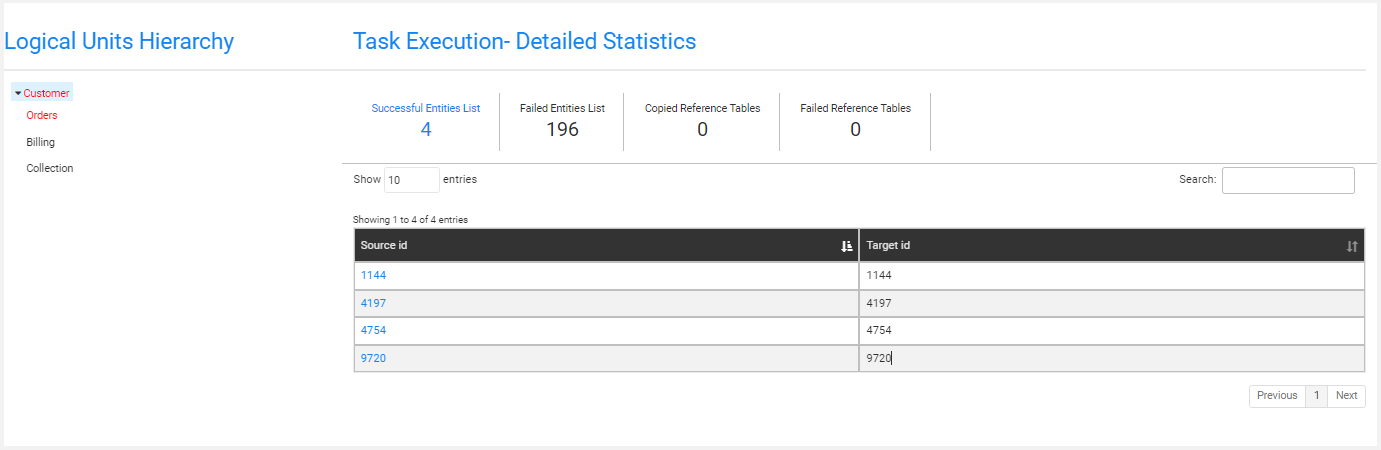 Logical Units Hierarchy
Task Execution- Detailed Statistics
Customer
Orders
Billing
Collection
Successful Entities List
4
Failed Entities List
196
Copied Reference Tables
0
Failed Reference Tables
0
Show 10 entries
Search:
Showing 1 to 4 of 4 entries
Source id Target id
1144 1144
4197 4197
4754 4754
9720 9720
Previous 1 Next